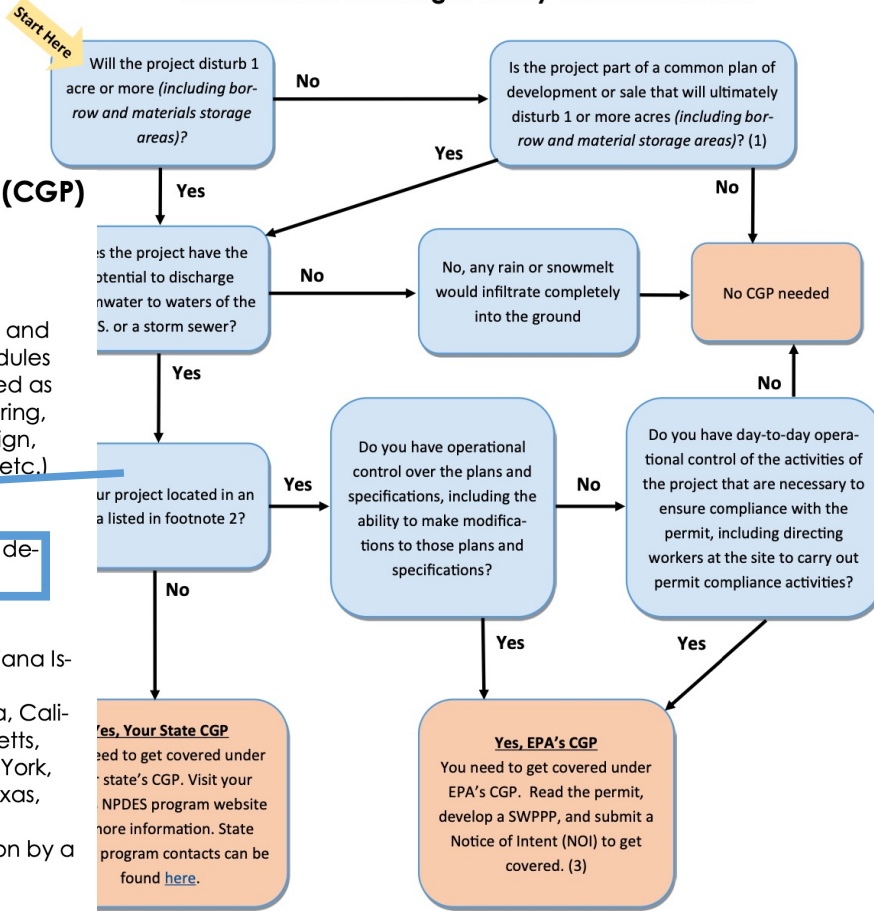 Start Here
Will the project disturb 1
acre or more (including bor-
row and materials storage
areas)?
No
Is the project part of a common plan of
development or sale that will ultimately
disturb 1 or more acres (including bor-
row and material storage areas)? (1)
Yes
Yes
No
(CGP)
the project have the
to discharge
to waters of the
or a storm sewer?
No
No, any rain or snowmelt
would infiltrate completely
into the ground
No CGP needed
and
ed as
Yes
No
etc.)
project located in an
listed in footnote 2?
Yes
Do you have operational
control over the plans and
specifications, including the
ability to make modifica-
tions to those plans and
specifications?
No
Do you have day-to-day opera-
tional control of the activities of
the project that are necessary to
ensure compliance with the
permit, including directing
workers at the site to carry out
permit compliance activities?
de-
No
Yes
Yes
ana Is-
Cali-
York,
on by a
Yes, Your State CGP
to get covered under
state's CGP. Visit your
NPDES program website
information. State
program contacts can be
found here.
Yes, EPA's CGP
You need to get covered under
EPA's CGP. Read the permit,
develop a SWPPP, and submit a
Notice of Intent (NOI) to get
covered. (3)